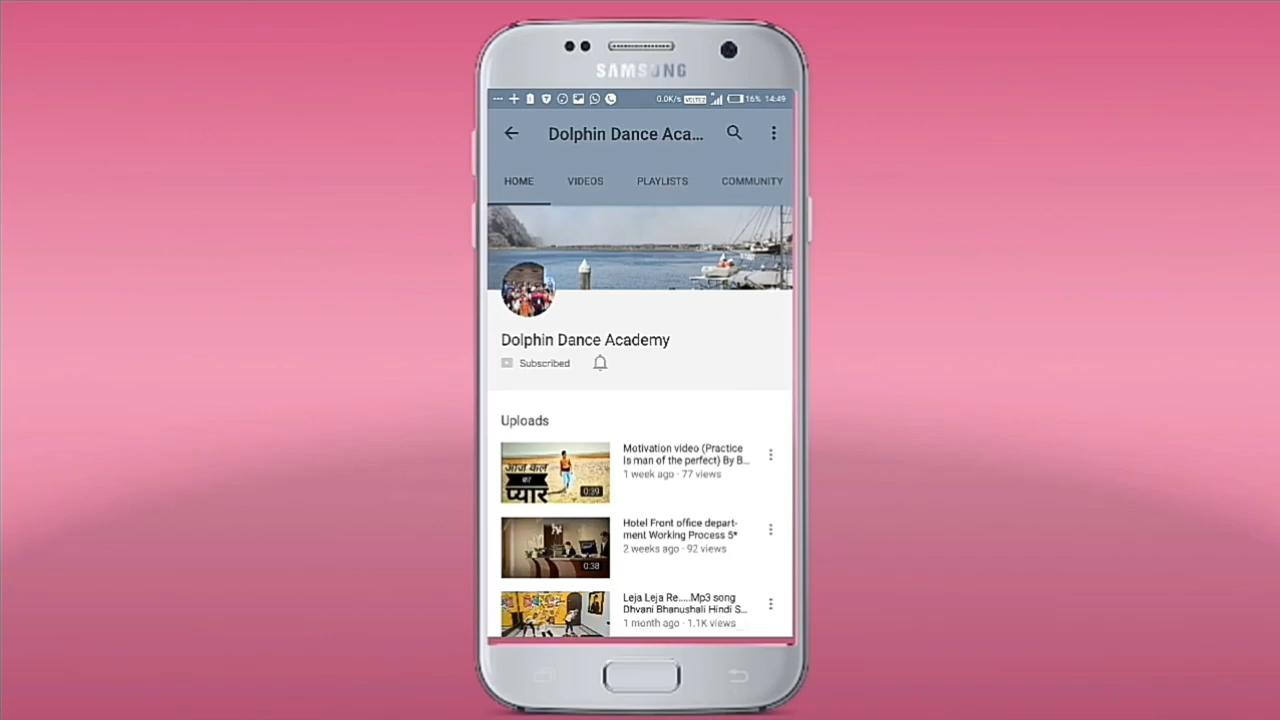 SAMSUNG
0.0K/s VOLTE2 16% 14:49
Dolphin Dance Aca...
HOME VIDEOS PLAYLISTS COMMUNITY
Dolphin Dance Academy
Subscribed
Uploads
आज कल
का
प्यार
0:39
Motivation video (Practice
Is man of the perfect) By B...
1 week ago · 77 views
0:38
Hotel Front office depart-
ment Working Process 5*
2 weeks ago · 92 views
Leja Leja Re.....Mp3 song
Dhvani Bhanushali Hindi S...
1 month ago · 1.1K views